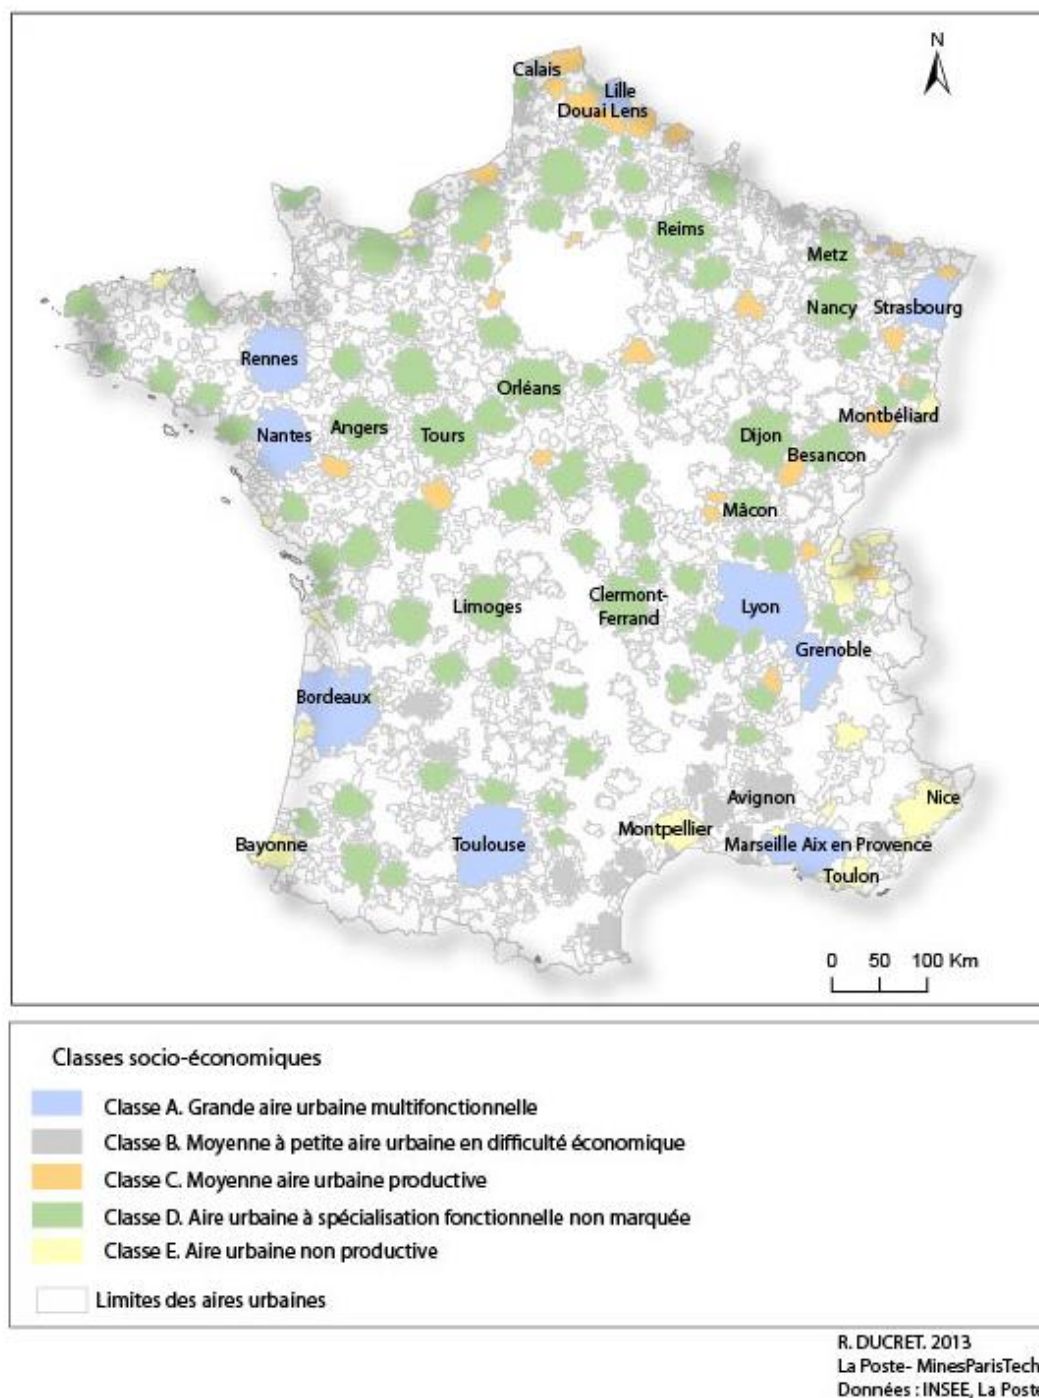 N
Calais
Lille
Douai Lens
Reims
Metz
Nancy
Strasbourg
Rennes
Orléans
Nantes
Angers
Tours
Dijon
Montbéliard
Besancon
Mâcon
Limoges
Clermont-
Ferrand
Lyon
Grenoble
Bordeaux
Avignon
Nice
Bayonne
Toulouse
Montpellier
Marseille Aix en Provence
Toulon
0 50 100 Km
Classes socio-économiques
Classe A. Grande aire urbaine multifonctionnelle
Classe B. Moyenne à petite aire urbaine en difficulté économique
Classe C. Moyenne aire urbaine productive
Classe D. Aire urbaine à spécialisation fonctionnelle non marquée
Classe E. Aire urbaine non productive
Limites des aires urbaines
R. DUCRET. 2013
La Poste- MinesParisTech
Données : INSEE, La Poste